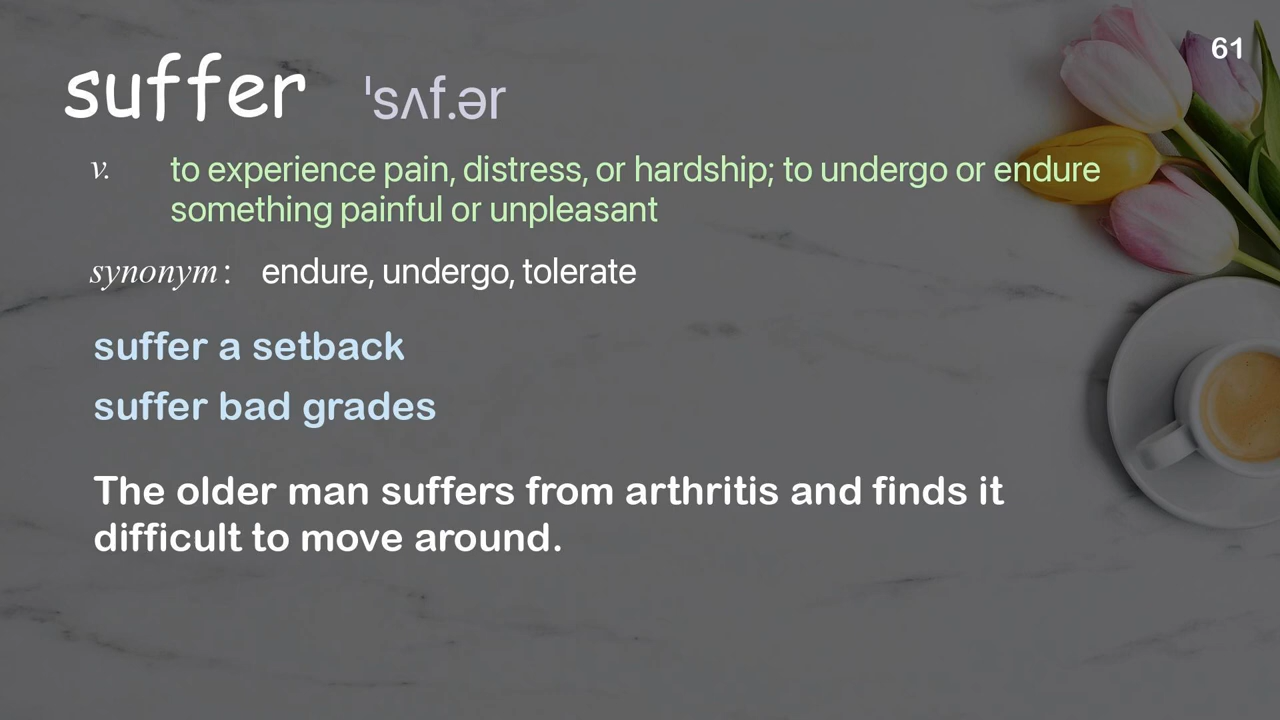 61
suffer ˈsʌf.ər
v. to experience pain, distress, or hardship; to undergo or endure
something painful or unpleasant
synonym: endure, undergo, tolerate
suffer a setback
suffer bad grades
The older man suffers from arthritis and finds it
difficult to move around.